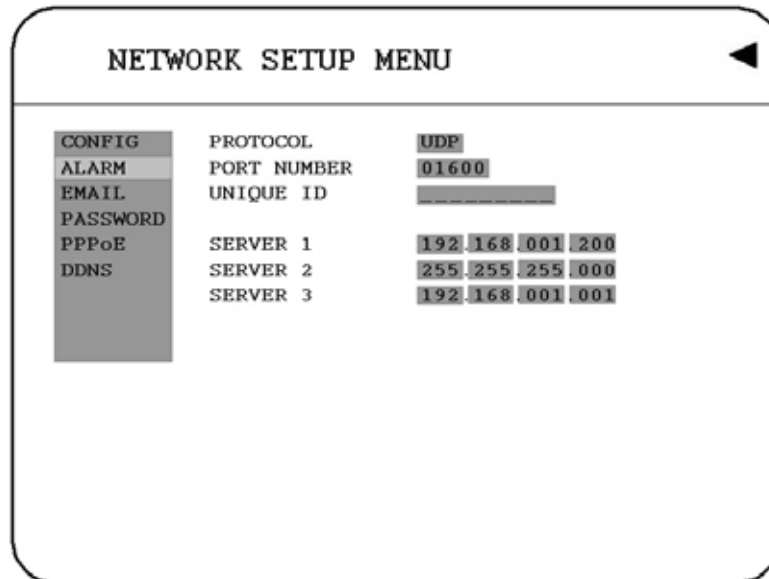 NETWORK SETUP MENU
CONFIG PROTOCOL UDP
ALARM PORT NUMBER 01600
EMAIL UNIQUE ID _________
PASSWORD
PPPoE SERVER 1 192.168.001.200
DDNS SERVER 2 255.255.255.000
SERVER 3 192.168.001.001